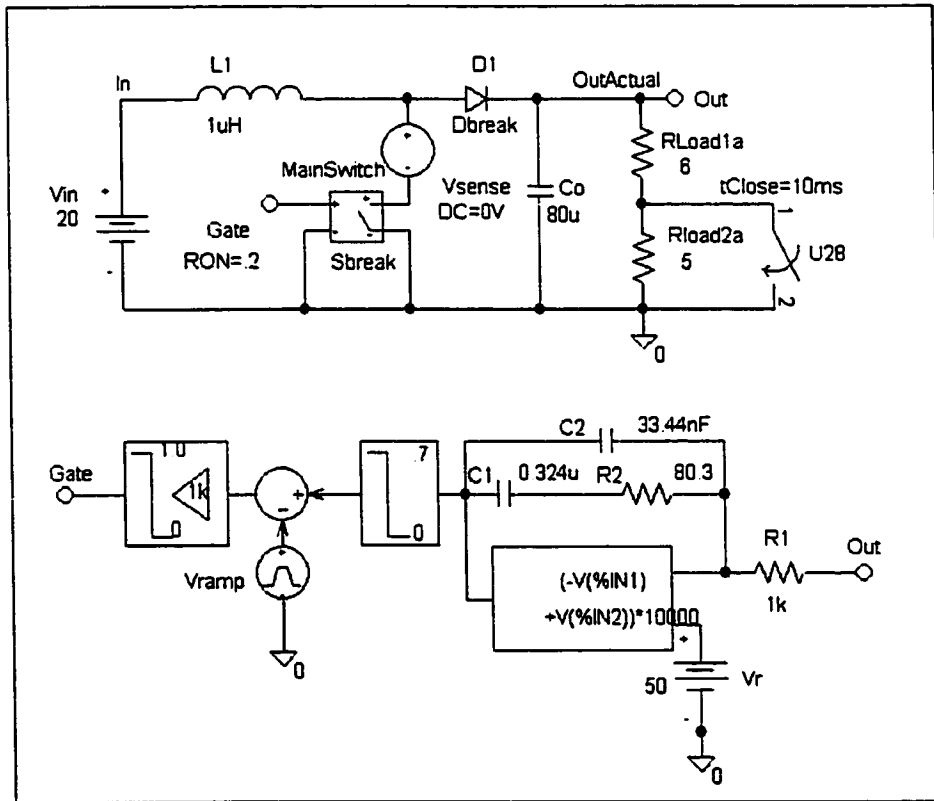 L1
D1
In
OutActual
Out
1uH
Dbreak
RLoad1a
6
MainSwitch
tClose=10ms
Vin
20
+
-
Vsense
DC=0V
Co
80u
1
Gate
RON=.2
Sbreak
Rload2a
5
U28
2
0
C2
33.44nF
Gate
10
0
1k
+
-
.7
0
C1
0.324u
R2
80.3
R1
1k
Out
Vramp
0
(-V(%IN1)
+V(%IN2))*10000
+
50
Vr
-
0